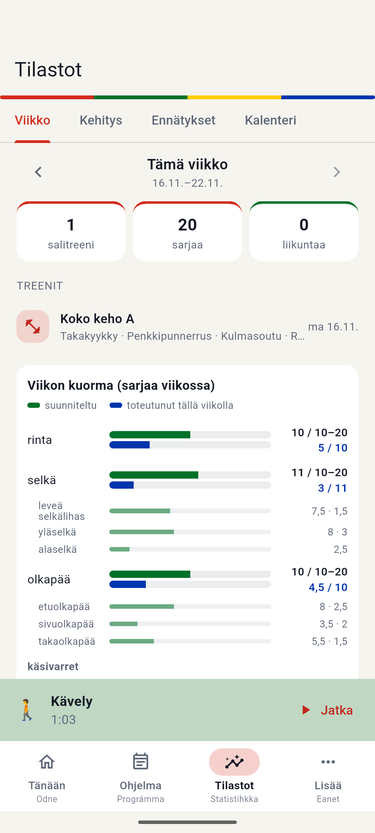 Tilastot
Viikko Kehitys Ennätykset Kalenteri
Tämä viikko
16.11.–22.11.
1 20 0
salitreeni sarjaa liikuntaa
TREENIT
Koko keho A
Takakyykky · Penkkipunnerrus · Kulmasoutu · R... ma 16.11.
Viikon kuorma (sarjaa viikossa)
suunniteltu toteutunut tällä viikolla
rinta 10 / 10–20
5 / 10
selkä 11 / 10–20
3 / 11
leveä
selkälihas 7,5 · 1,5
yläselkä 8 · 3
alaselkä 2,5
olkapää 10 / 10–20
4,5 / 10
etuolkapää 8 · 2,5
sivuolkapää 3,5 · 2
takaolkapää 5,5 · 1,5
käsivarret
Kävely
1:03
Jatka
Tänään Ohjelma Tilastot Lisää
Odne Prográmma Statistihkka Eanet